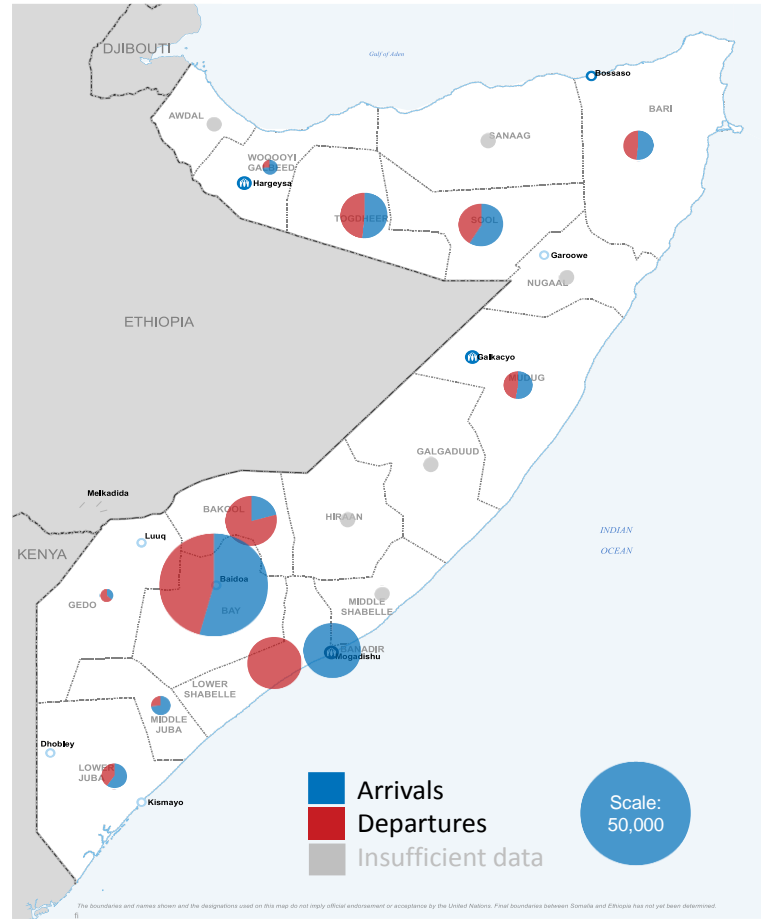 DJIBOUTI
Gulf of Aden
Bossaso
BARI
AWDAL
SANAAG
WOOOOYI
GALBEED
Hargeysa
TOGDHEER
SOOL
Garoowe
NUGAAL
ETHIOPIA
Galkacyo
MUDUG
GALGADUUD
Melkadida
BAKOOL
HIRAAN
INDIAN
OCEAN
Luuq
KENYA
Baidoa
GEDO
BAY
MIDDLE
SHABELLE
BANADIR
Mogadishu
LOWER
SHABELLE
MIDDLE
JUBA
Dhobley
LOWER
JUBA
Kismayo
Arrivals
Departures
Insufficient data
Scale:
50,000
The boundaries and names shown and the designations used on this map do not imply official endorsement or acceptance by the United Nations. Final boundaries between Somalia and Ethiopia has not yet been determined.